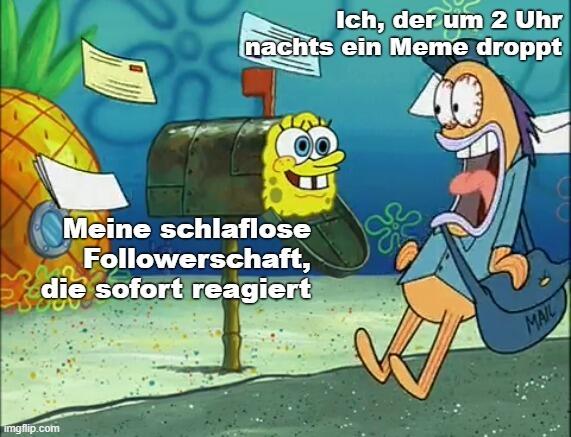 Ich, der um 2 Uhr
nachts ein Meme droppt
Meine schlaflose
Followerschaft,
die sofort reagiert
MAIL
imgflip.com